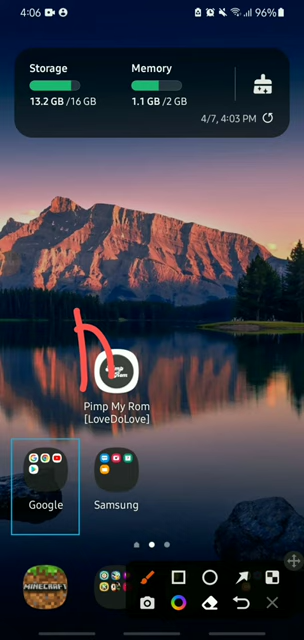 4:06
96%
Storage
Memory
13.2 GB /16 GB
1.1 GB /2 GB
4/7, 4:03 PM
h
Pimp My Rom
[LoveDoLove]
Google
Samsung
MINECRAFT